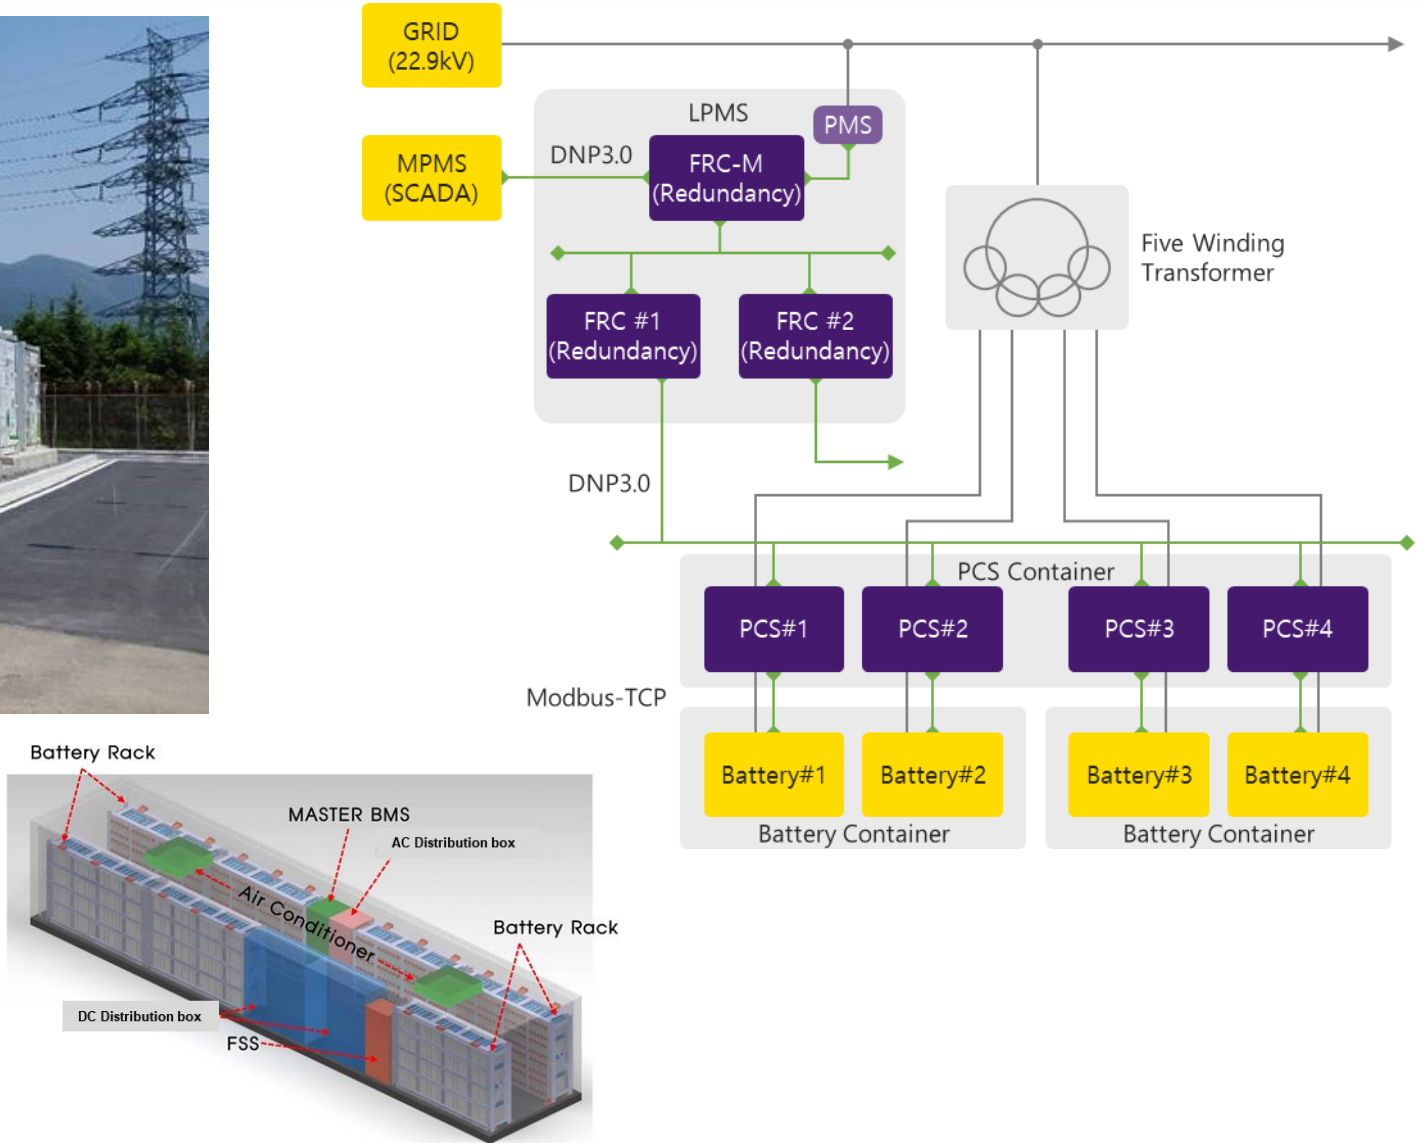 GRID
(22.9kV)
LPMS
PMS
MPMS
(SCADA)
DNP3.0
FRC-M
(Redundancy)
Five Winding
Transformer
FRC #1
(Redundancy)
FRC #2
(Redundancy)
DNP3.0
PCS Container
PCS#1
PCS#2
PCS#3
PCS#4
Modbus-TCP
Battery#1
Battery#2
Battery#3
Battery#4
Battery Container
Battery Container
Battery Rack
MASTER BMS
AC Distribution box
Air Conditioner
Battery Rack
DC Distribution box
FSS